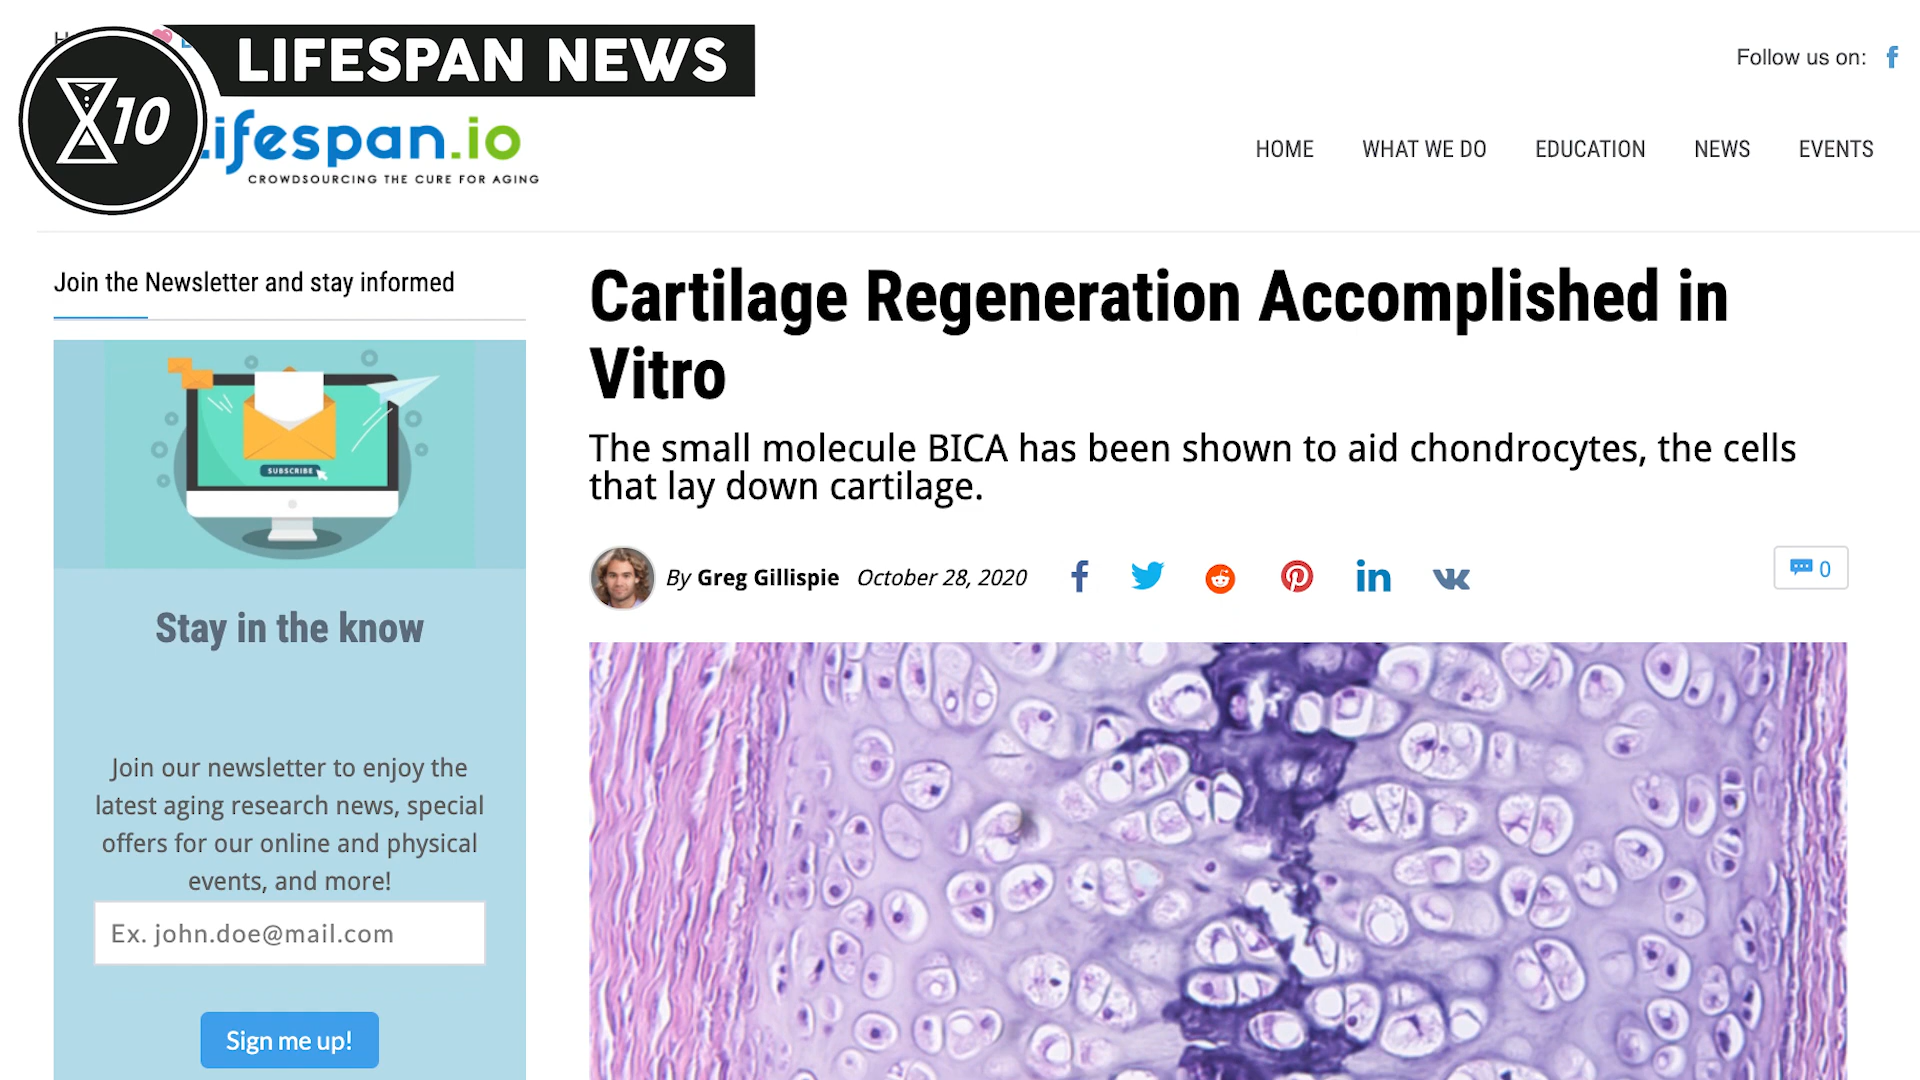 LIFESPAN NEWS
10
Follow us on:
ifespan.io
CROWDSOURCING THE CURE FOR AGING
HOME WHAT WE DO EDUCATION NEWS EVENTS
Join the Newsletter and stay informed
SUBSCRIBE
Stay in the know
Join our newsletter to enjoy the
latest aging research news, special
offers for our online and physical
events, and more!
Ex. john.doe@mail.com
Sign me up!
Cartilage Regeneration Accomplished in
Vitro
The small molecule BICA has been shown to aid chondrocytes, the cells
that lay down cartilage.
By Greg Gillispie October 28, 2020
0